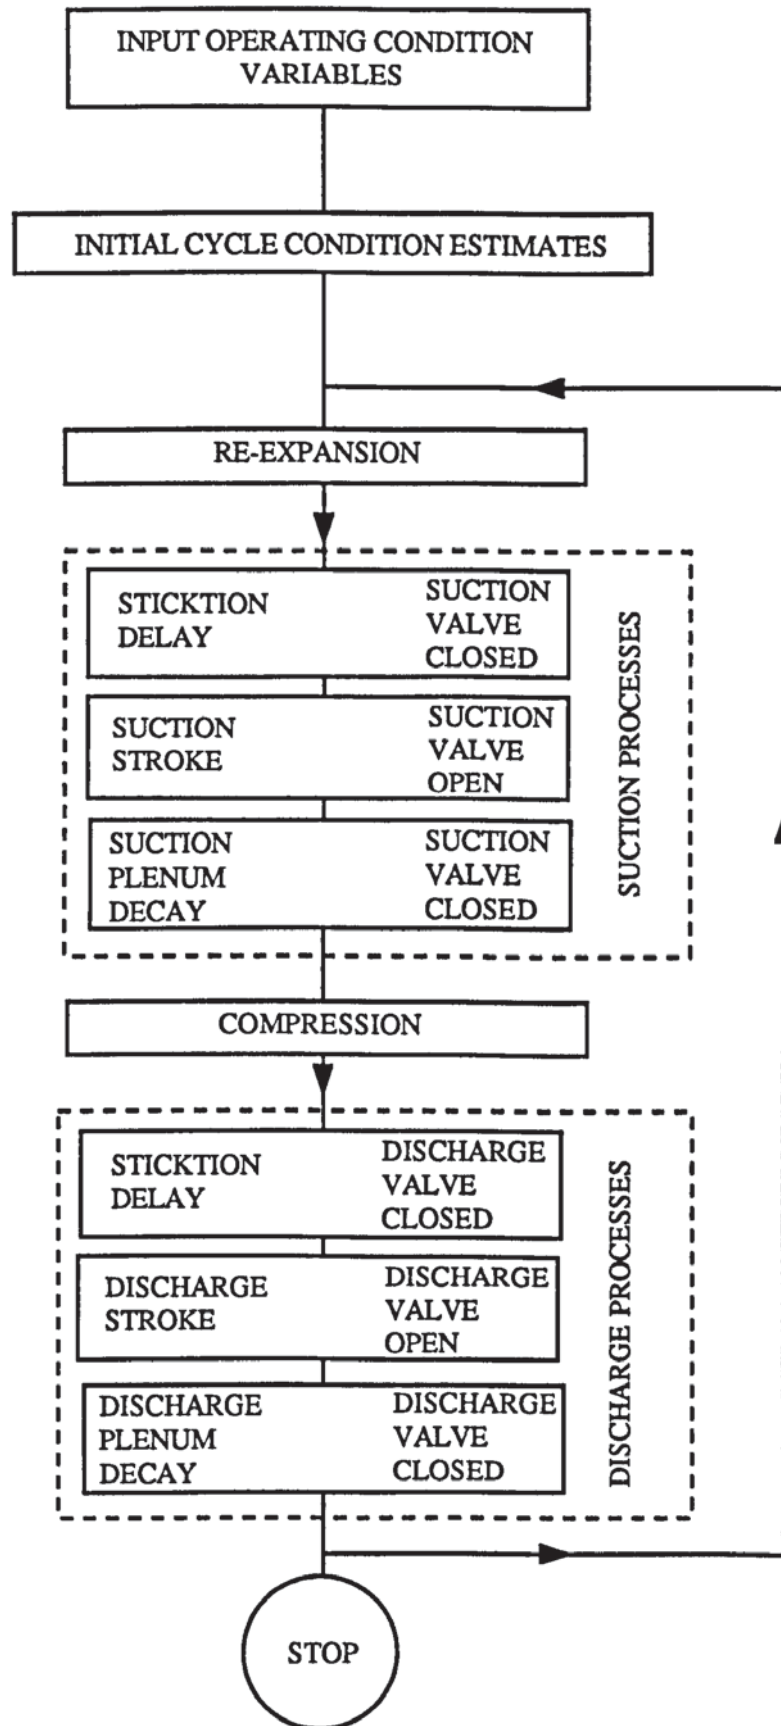 INPUT OPERATING CONDITION
VARIABLES
INITIAL CYCLE CONDITION ESTIMATES
RE-EXPANSION
STICKTION
DELAY
SUCTION
VALVE
CLOSED
SUCTION
STROKE
SUCTION
VALVE
OPEN
SUCTION
PLENUM
DECAY
SUCTION
VALVE
CLOSED
SUCTION PROCESSES
COMPRESSION
STICKTION
DELAY
DISCHARGE
VALVE
CLOSED
DISCHARGE
STROKE
DISCHARGE
VALVE
OPEN
DISCHARGE
PLENUM
DECAY
DISCHARGE
VALVE
CLOSED
DISCHARGE PROCESSES
STOP